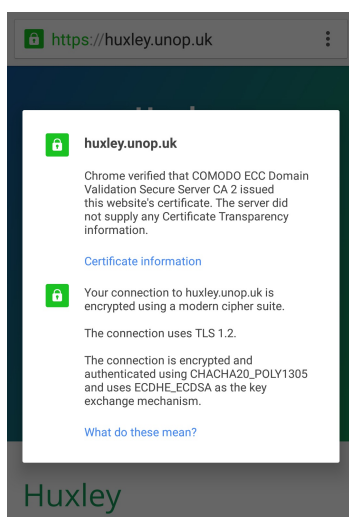 https://huxley.unop.uk
huxley.unop.uk
Chrome verified that COMODO ECC Domain
Validation Secure Server CA 2 issued
this website's certificate. The server did
not supply any Certificate Transparency
information.
Certificate information
Your connection to huxley.unop.uk is
encrypted using a modern cipher suite.
The connection uses TLS 1.2.
The connection is encrypted and
authenticated using CHACHA20_POLY1305
and uses ECDHE_ECDSA as the key
exchange mechanism.
What do these mean?
Huxley